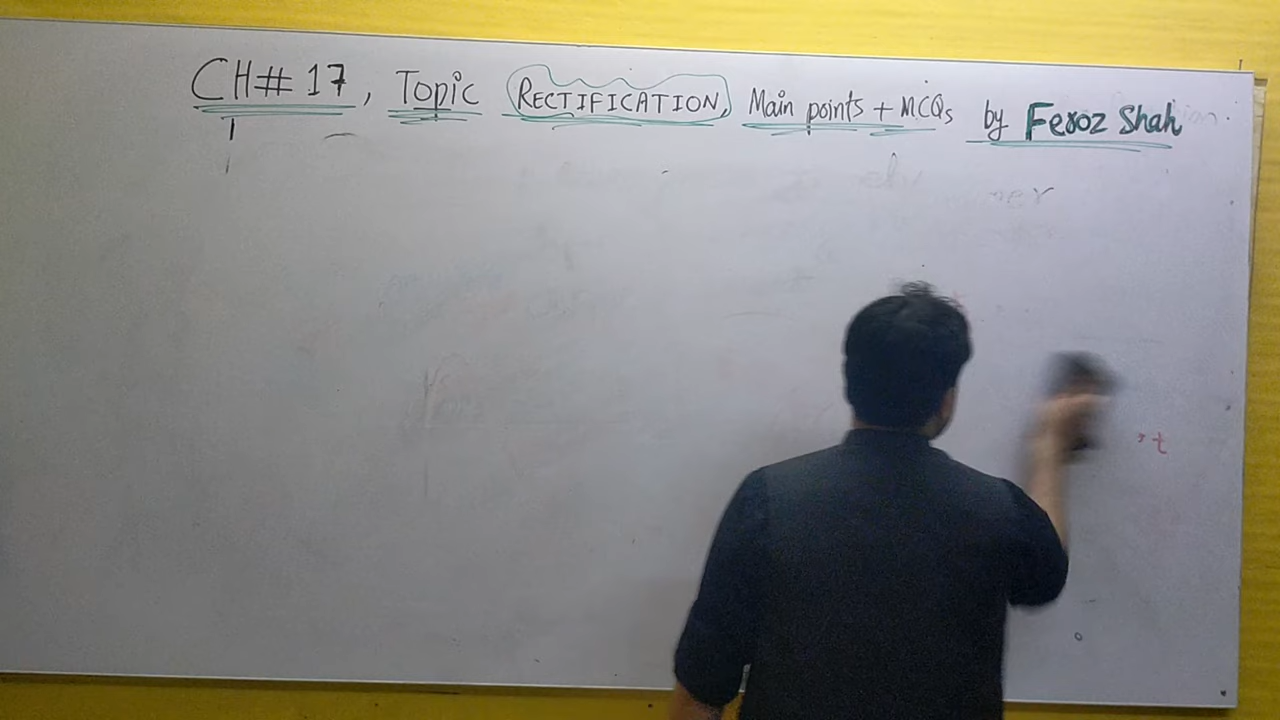 CH# 17, Topic RECTIFICATION, Main points + MCQs by Feroz Shah
t